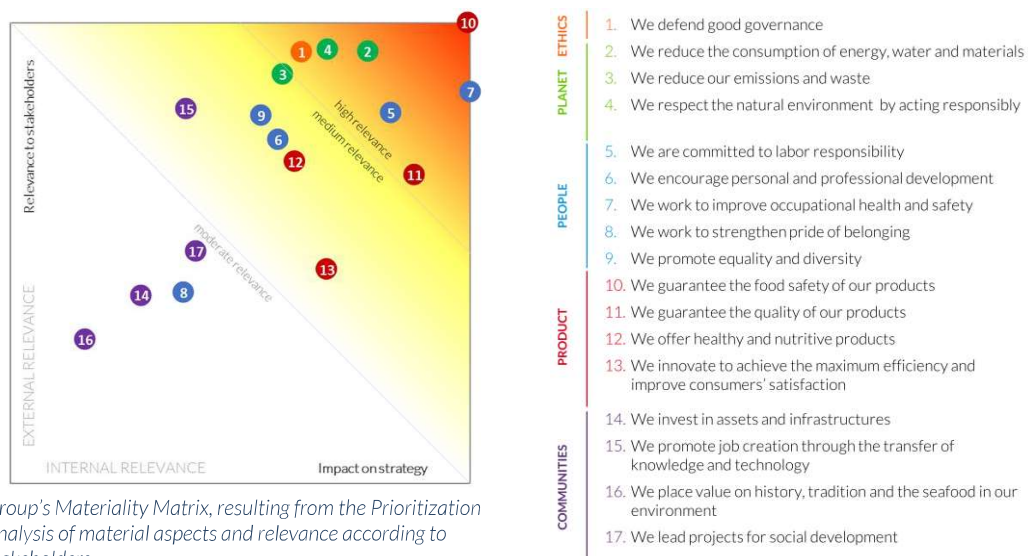 10
1
4
2
3
7
15
9
5
6
12
11
high relevance
medium relevance
Relevance to stakeholders
17
moderate relevance
13
14
8
16
EXTERNAL RELEVANCE
INTERNAL RELEVANCE
Impact on strategy
roup's Materiality Matrix, resulting from the Prioritization
nalysis of material aspects and relevance according to
ETHICS
1. We defend good governance
PLANET
2. We reduce the consumption of energy, water and materials
3. We reduce our emissions and waste
4. We respect the natural environment by acting responsibly
PEOPLE
5. We are committed to labor responsibility
6. We encourage personal and professional development
7. We work to improve occupational health and safety
8. We work to strengthen pride of belonging
9. We promote equality and diversity
PRODUCT
10. We guarantee the food safety of our products
11. We guarantee the quality of our products
12. We offer healthy and nutritive products
13. We innovate to achieve the maximum efficiency and
improve consumers' satisfaction
COMMUNITIES
14. We invest in assets and infrastructures
15. We promote job creation through the transfer of
knowledge and technology
16. We place value on history, tradition and the seafood in our
environment
17. We lead projects for social development